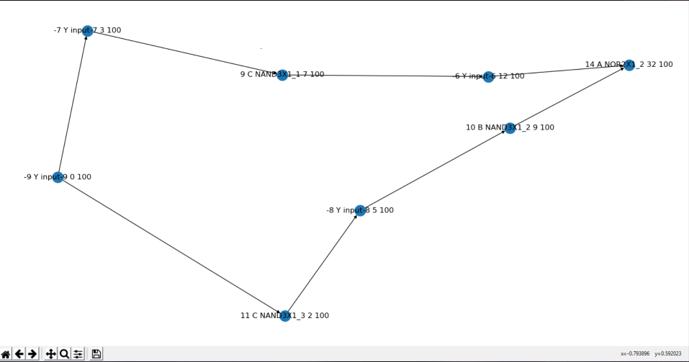 -7 Y input-7 3 100
9 C NAND3X1_1 7 100
-6 Y input-6 12 100
14 A NOR2X1_2 32 100
10 B NAND3X1_2 9 100
-9 Y input-9 0 100
-8 Y input-8 5 100
11 C NAND3X1_3 2 100
x=-0.793896 y=0.592023